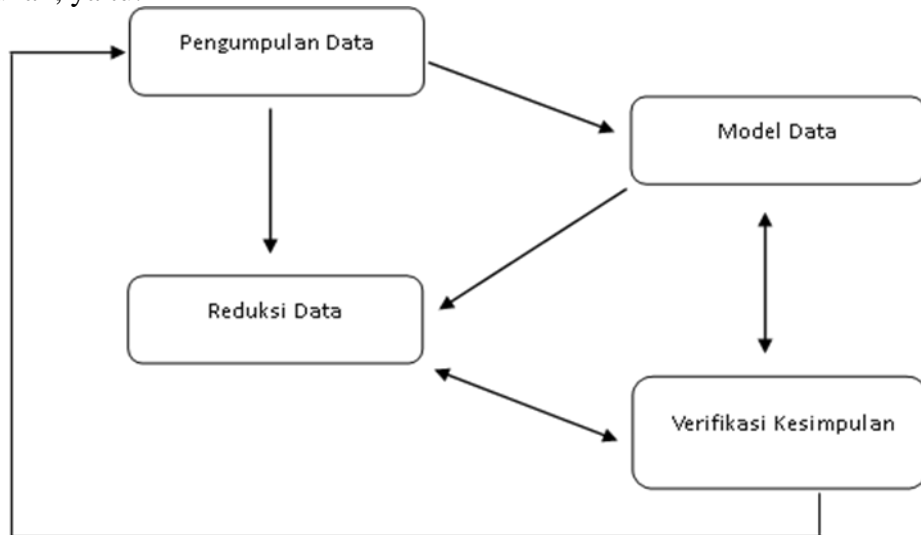 Pengumpulan Data
Model Data
Reduksi Data
Verifikasi Kesimpulan